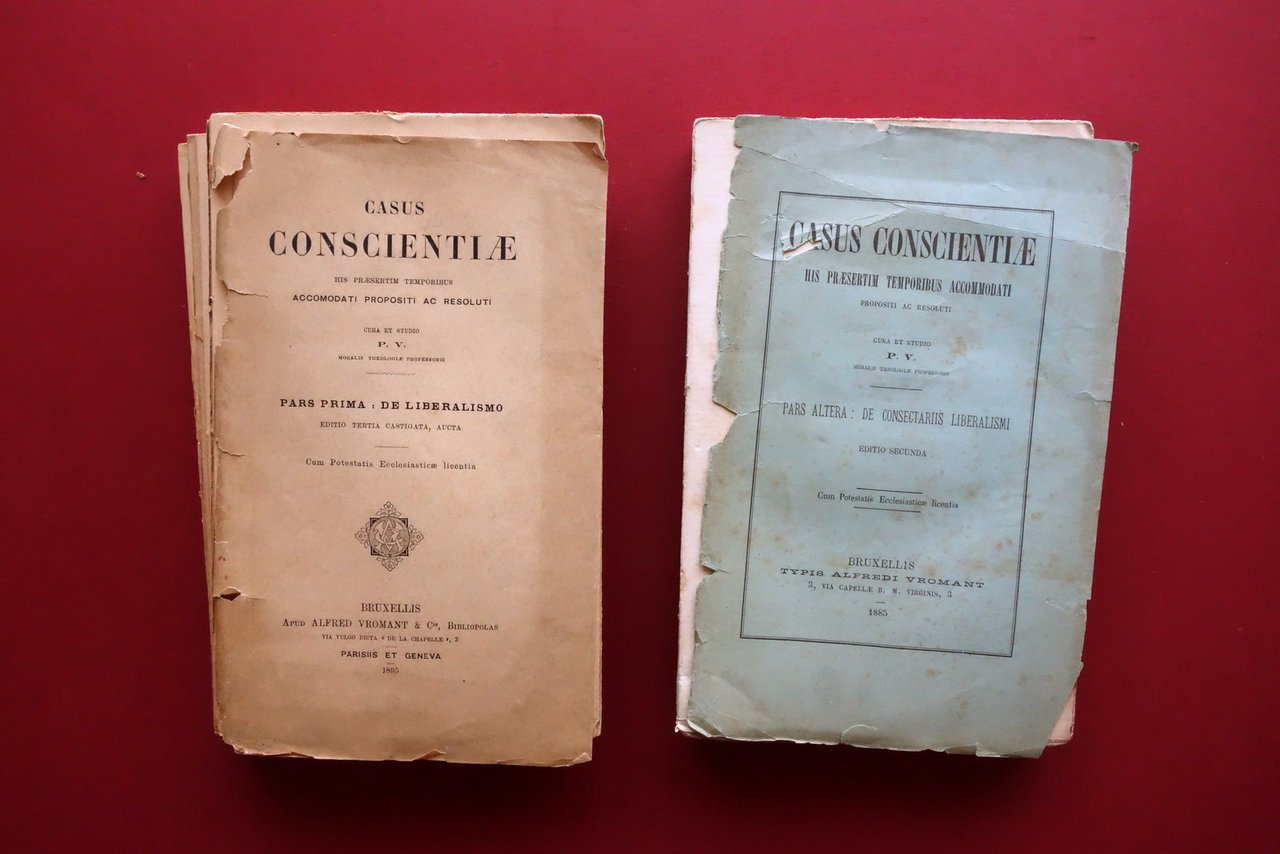 CASUS
CONSCIENTIÆ
HIS PRÆSERTIM TEMPORIBUS
ACCOMODATI PROPOSITI AC RESOLUTI
CURA ET STUDIO
P. V.
MORALIS THEOLOGIÆ PROFESSORIS
PARS PRIMA : DE LIBERALISMO
EDITIO TERTIA CASTIGATA, AUCTA
Cum Potestatis Ecclesiasticæ licentia
BRUXELLIS
APUD ALFRED VROMANT & Cie, BIBLIOPOLAS
VIA VULGO DICTA « DE LA CHAPELLE », 3
PARISIIS ET GENEVA
1895
CASUS CONSCIENTIÆ
HIS PRÆSERTIM TEMPORIBUS ACCOMMODATI
PROPOSITI AC RESOLUTI
CURA ET STUDIO
P. V.
MORALIS THEOLOGIÆ PROFESSORIS
PARS ALTERA : DE CONSECTARIIS LIBERALISMI
EDITIO SECUNDA
Cum Potestatis Ecclesiasticæ licentia
BRUXELLIS
TYPIS ALFREDI VROMANT
3, VIA CAPELLÆ B. M. VIRGINIS, 3
1885